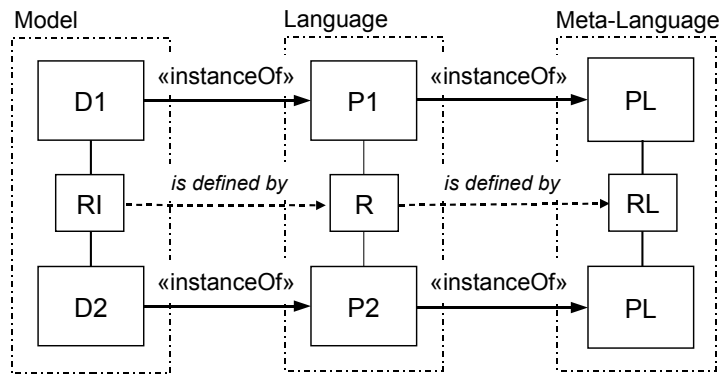 Model Language Meta-Language
«instanceOf» «instanceOf»
D1 P1 PL
is defined by is defined by
RI R RL
«instanceOf» «instanceOf»
D2 P2 PL